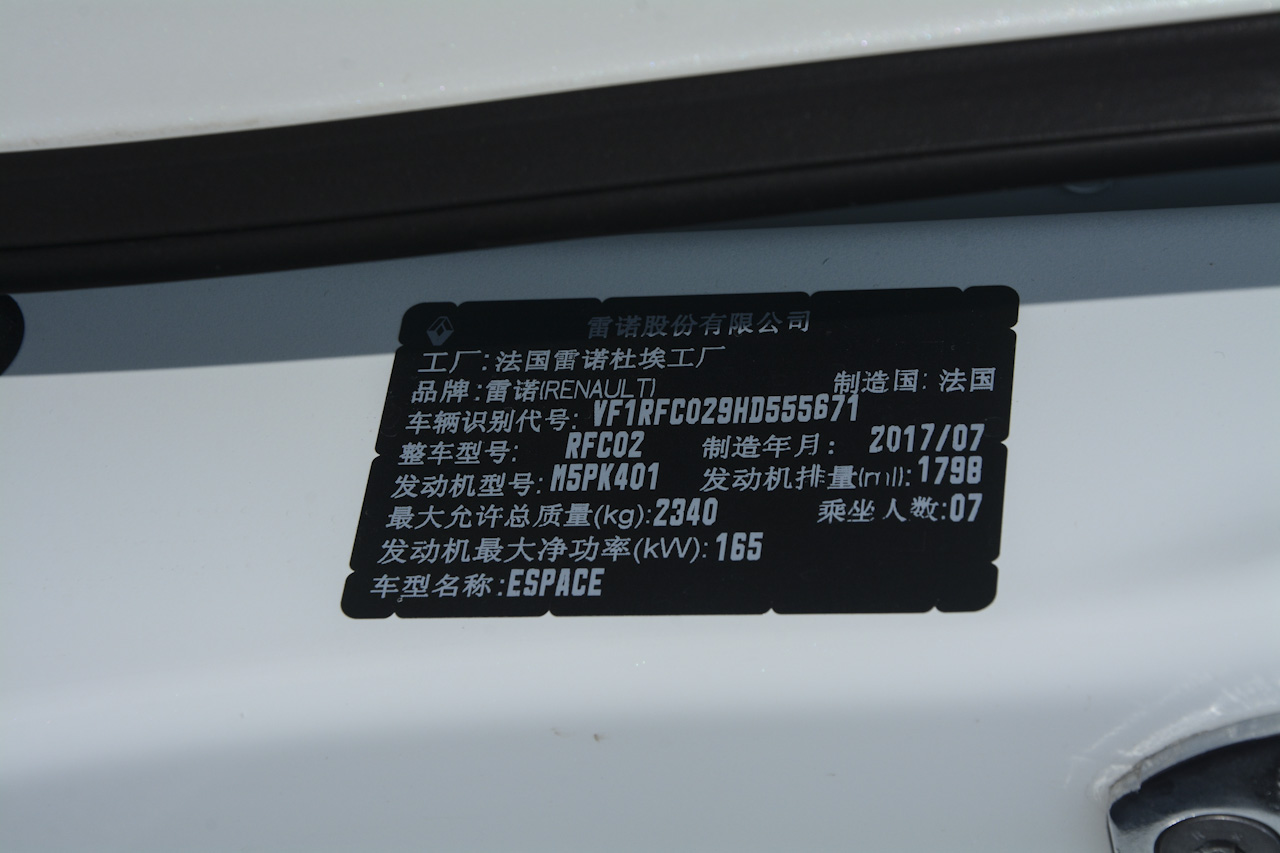 雷诺股份有限公司
工厂:法国雷诺杜埃工厂
品牌:雷诺(RENAULT) 制造国:法国
车辆识别代号:VF1RFC029HD555671
整车型号: RFC02 制造年月: 2017/07
发动机型号:M5PK401 发动机排量(ml):1798
最大允许总质量(kg):2340 乘坐人数:07
发动机最大净功率(kW):165
车型名称:ESPACE